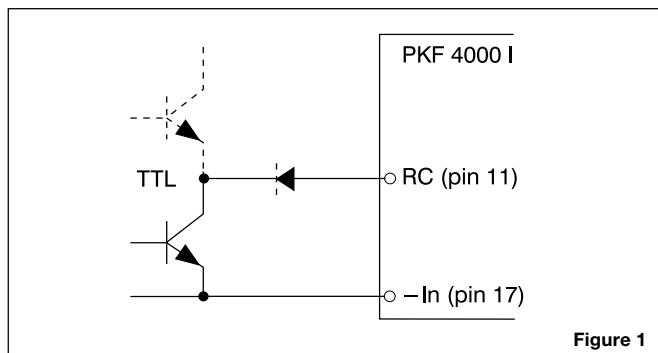 PKF 4000 I
TTL
RC (pin 11)
–In (pin 17)
Figure 1